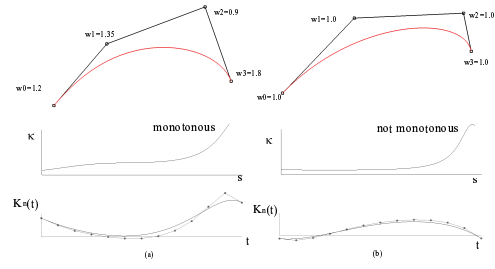 w2=0.9
w1=1.35
w3=1.8
w0=1.2
w1=1.0
w2=1.0
w3=1.0
w0=1.0
κ
monotonous
s
κ
not monotonous
s
Kn(t)
t
(a)
Kn(t)
t
(b)